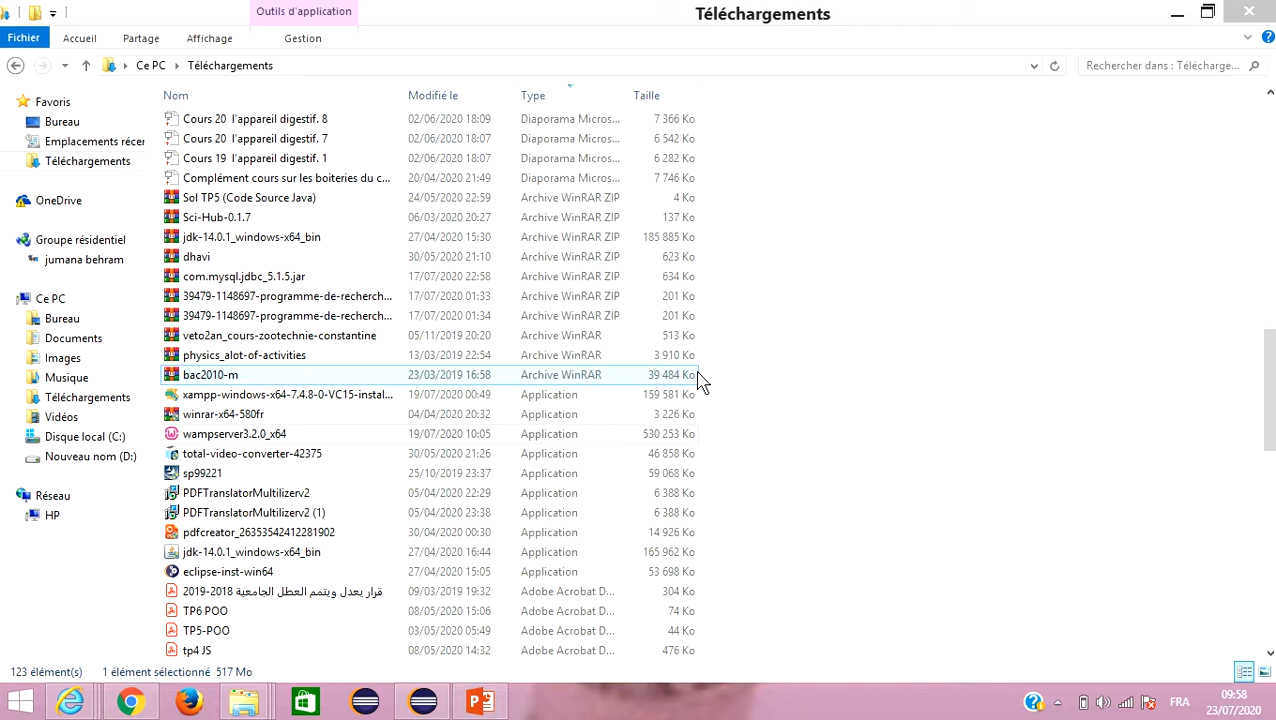 Outils d'application
Téléchargements
Fichier Accueil Partage Affichage Gestion
Ce PC Téléchargements Rechercher dans : Télécharge...
Nom Modifié le Type Taille
Favoris
Bureau
Emplacements récer
Téléchargements
OneDrive
Groupe résidentiel
jumana behram
Ce PC
Bureau
Documents
Images
Musique
Téléchargements
Vidéos
Disque local (C:)
Nouveau nom (D:)
Réseau
HP
Cours 20 l'appareil digestif. 8 02/06/2020 18:09 Diaporama Micros... 7 366 Ko
Cours 20 l'appareil digestif. 7 02/06/2020 18:07 Diaporama Micros... 6 542 Ko
Cours 19 l'appareil digestif. 1 02/06/2020 18:07 Diaporama Micros... 6 282 Ko
Complément cours sur les boiteries du c... 20/04/2020 21:49 Diaporama Micros... 7 746 Ko
Sol TP5 (Code Source Java) 24/05/2020 22:59 Archive WinRAR ZIP 4 Ko
Sci-Hub-0.1.7 06/03/2020 20:27 Archive WinRAR ZIP 137 Ko
jdk-14.0.1_windows-x64_bin 27/04/2020 15:30 Archive WinRAR ZIP 185 885 Ko
dhavi 30/05/2020 21:10 Archive WinRAR ZIP 623 Ko
com.mysql.jdbc_5.1.5.jar 17/07/2020 22:58 Archive WinRAR ZIP 634 Ko
39479-1148697-programme-de-recherch... 17/07/2020 01:33 Archive WinRAR ZIP 201 Ko
39479-1148697-programme-de-recherch... 17/07/2020 01:34 Archive WinRAR ZIP 201 Ko
veto2an_cours-zootechnie-constantine 05/11/2019 20:20 Archive WinRAR 513 Ko
physics_alot-of-activities 13/03/2019 22:54 Archive WinRAR 3 910 Ko
bac2010-m 23/03/2019 16:58 Archive WinRAR 39 484 Ko
xampp-windows-x64-7.4.8-0-VC15-instal... 19/07/2020 00:49 Application 159 581 Ko
winrar-x64-580fr 04/04/2020 20:32 Application 3 226 Ko
wampserver3.2.0_x64 19/07/2020 10:05 Application 530 253 Ko
total-video-converter-42375 30/05/2020 21:26 Application 46 858 Ko
sp99221 25/10/2019 23:37 Application 59 068 Ko
PDFTranslatorMultilizerv2 05/04/2020 22:29 Application 6 388 Ko
PDFTranslatorMultilizerv2 (1) 05/04/2020 23:38 Application 6 388 Ko
pdfcreator_26353542412281902 30/04/2020 00:30 Application 14 926 Ko
jdk-14.0.1_windows-x64_bin 27/04/2020 16:44 Application 165 962 Ko
eclipse-inst-win64 27/04/2020 15:05 Application 53 698 Ko
قرار يعدل ويتمم العطل الجامعية 2018-2019 09/03/2019 19:32 Adobe Acrobat D... 304 Ko
TP6 POO 08/05/2020 15:06 Adobe Acrobat D... 74 Ko
TP5-POO 03/05/2020 05:49 Adobe Acrobat D... 44 Ko
tp4 JS 08/05/2020 14:32 Adobe Acrobat D... 476 Ko
123 élément(s) 1 élément sélectionné 517 Mo
FRA
09:58
23/07/2020